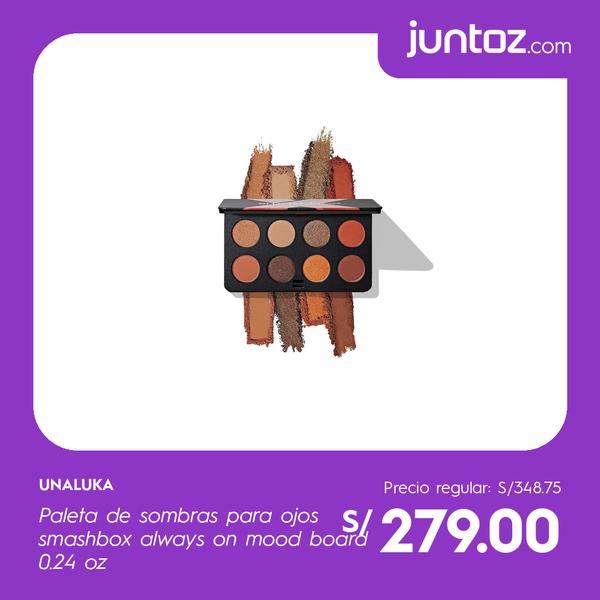 juntoz.com
UNALUKA
Paleta de sombras para ojos
smashbox always on mood board
0.24 oz
Precio regular: S/348.75
S/279.00